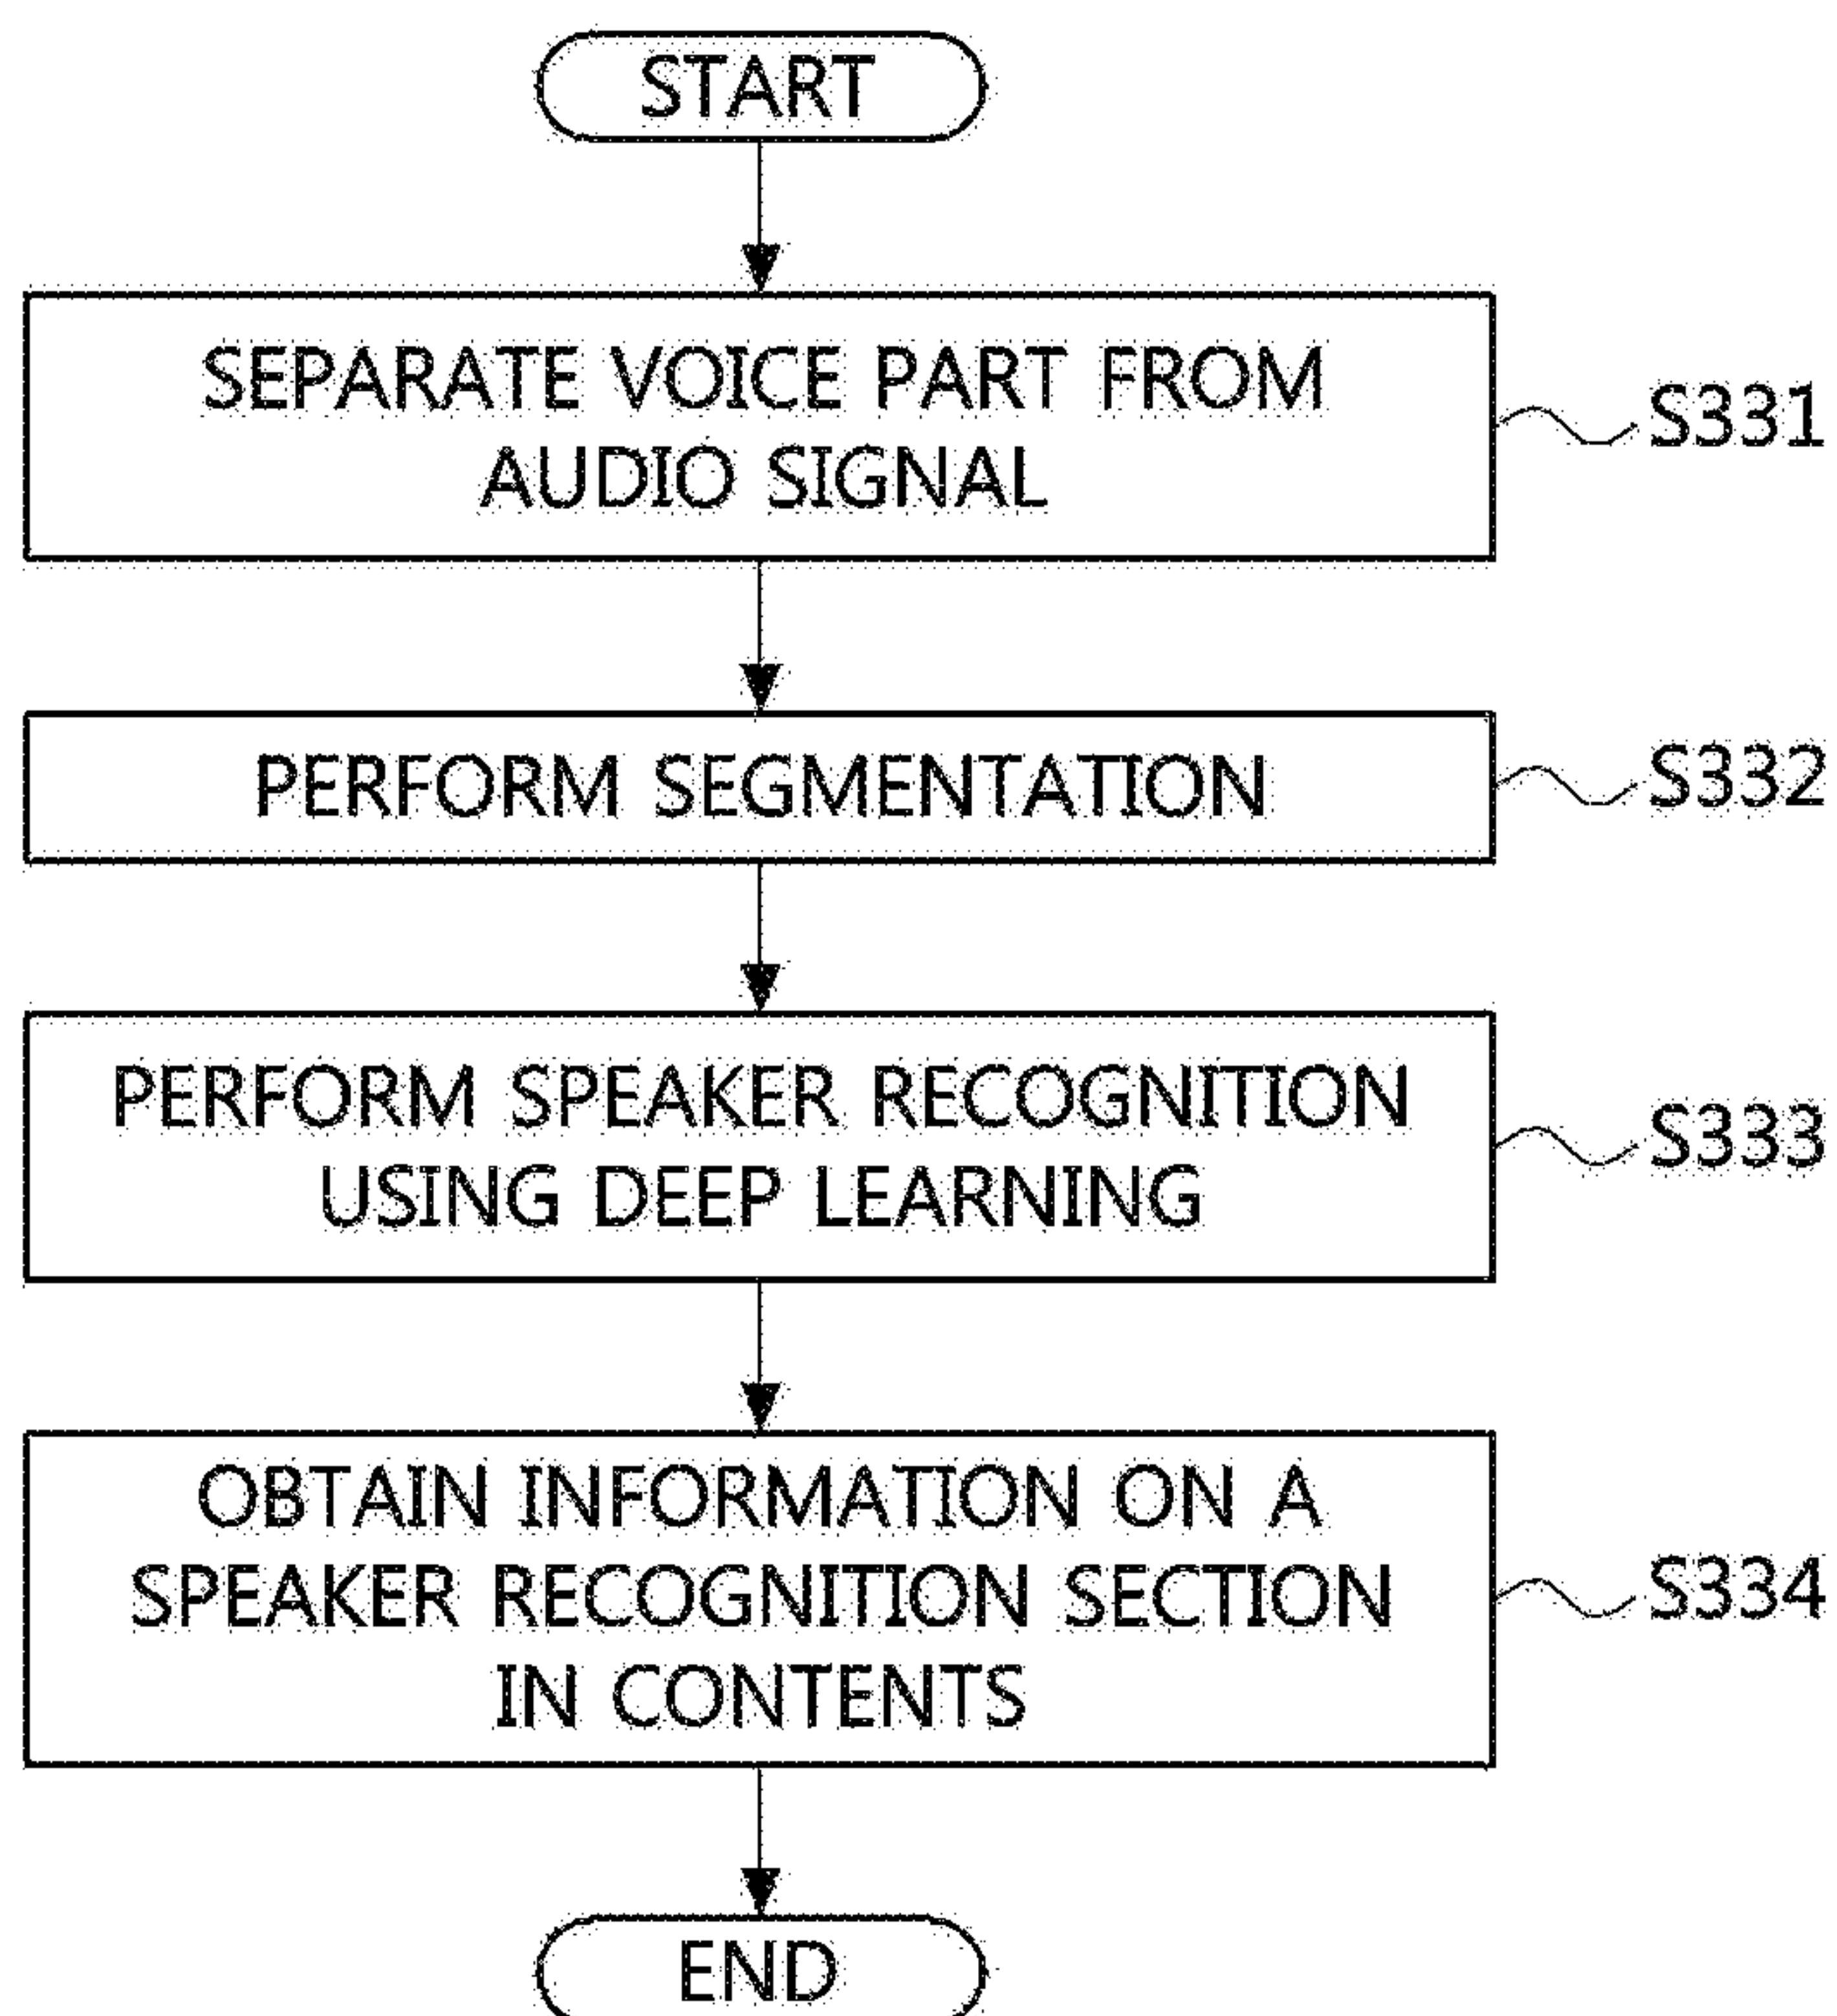 START
SEPARATE VOICE PART FROM
AUDIO SIGNAL
S331
PERFORM SEGMENTATION
S332
PERFORM SPEAKER RECOGNITION
USING DEEP LEARNING
S333
OBTAIN INFORMATION ON A
SPEAKER RECOGNITION SECTION
IN CONTENTS
S334
END